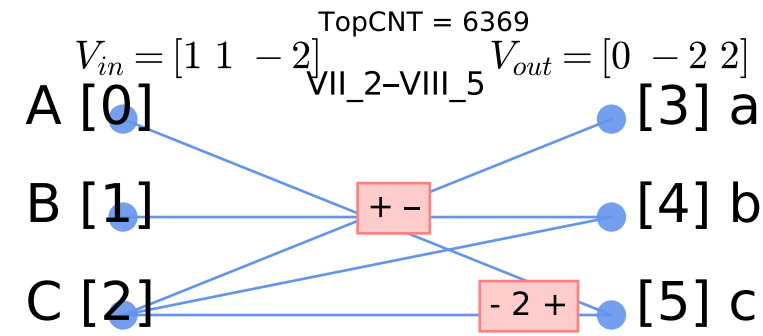 TopCNT = 6369
V_in = [1 1 −2] V_out = [0 −2 2]
VII_2–VIII_5
A [0] [3] a
B [1] + – [4] b
C [2] - 2 + [5] c